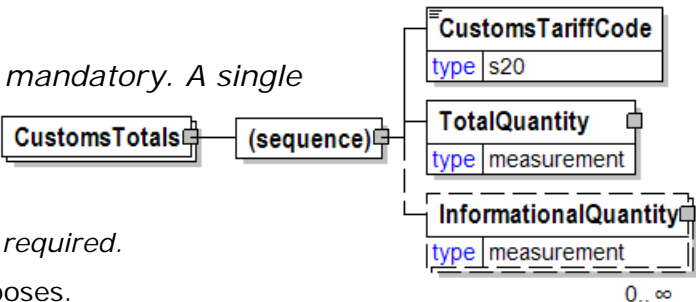 CustomsTariffCode
type s20
mandatory. A single
TotalQuantity
CustomsTotals
(sequence)
type measurement
InformationalQuantity
required.
type measurement
poses.
0..∞